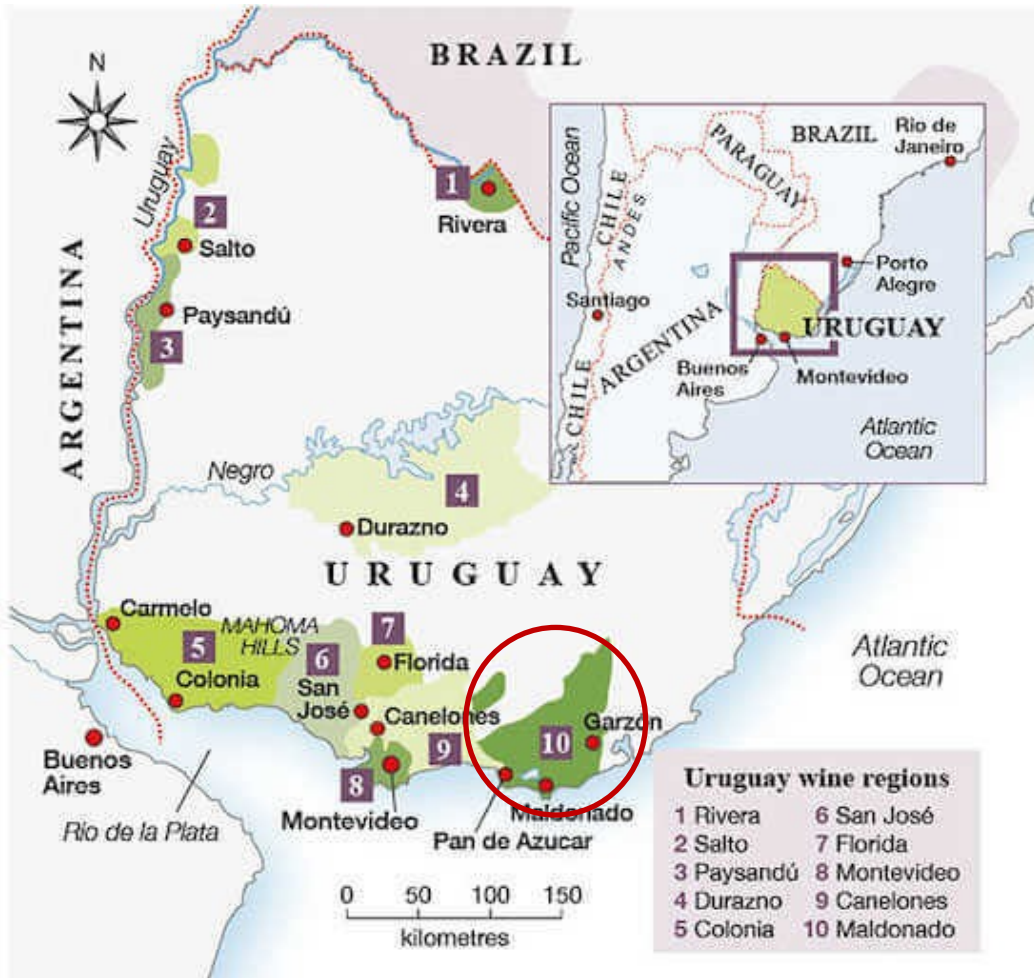 BRAZIL
N
Uruguay
1
Rivera
2
Salto
ARGENTINA
Paysandú
3
Negro
4
Durazno
URUGUAY
Carmelo
MAHOMA
HILLS
5
Colonia
6
San
José
7
Florida
Canelones
9
8
Montevideo
10
Garzón
Maldonado
Pan de Azucar
Buenos
Aires
Rio de la Plata
Atlantic
Ocean
0 50 100 150
kilometres
Pacific Ocean
CHILE
ANDES
PARAGUAY
BRAZIL
Rio de
Janeiro
Porto
Alegre
Santiago
ARGENTINA
URUGUAY
Buenos
Aires
Montevideo
CHILE
Atlantic
Ocean
Uruguay wine regions
1 Rivera
2 Salto
3 Paysandú
4 Durazno
5 Colonia
6 San José
7 Florida
8 Montevideo
9 Canelones
10 Maldonado